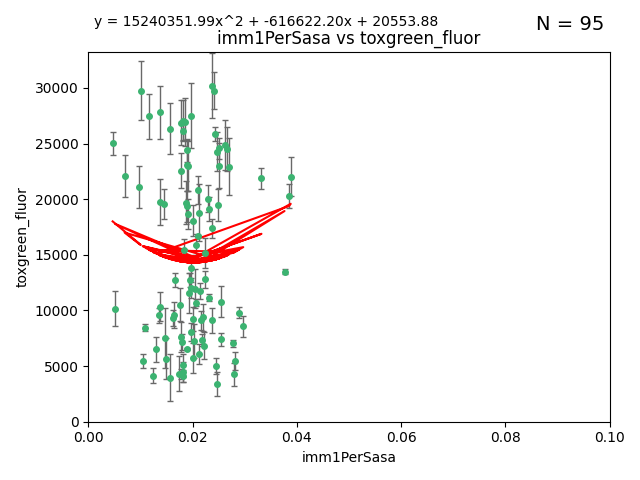 y = 15240351.99x^2 + -616622.20x + 20553.88
N = 95
imm1PerSasa vs toxgreen_fluor
30000
25000
20000
15000
10000
5000
0
toxgreen_fluor
0.00 0.02 0.04 0.06 0.08 0.10
imm1PerSasa